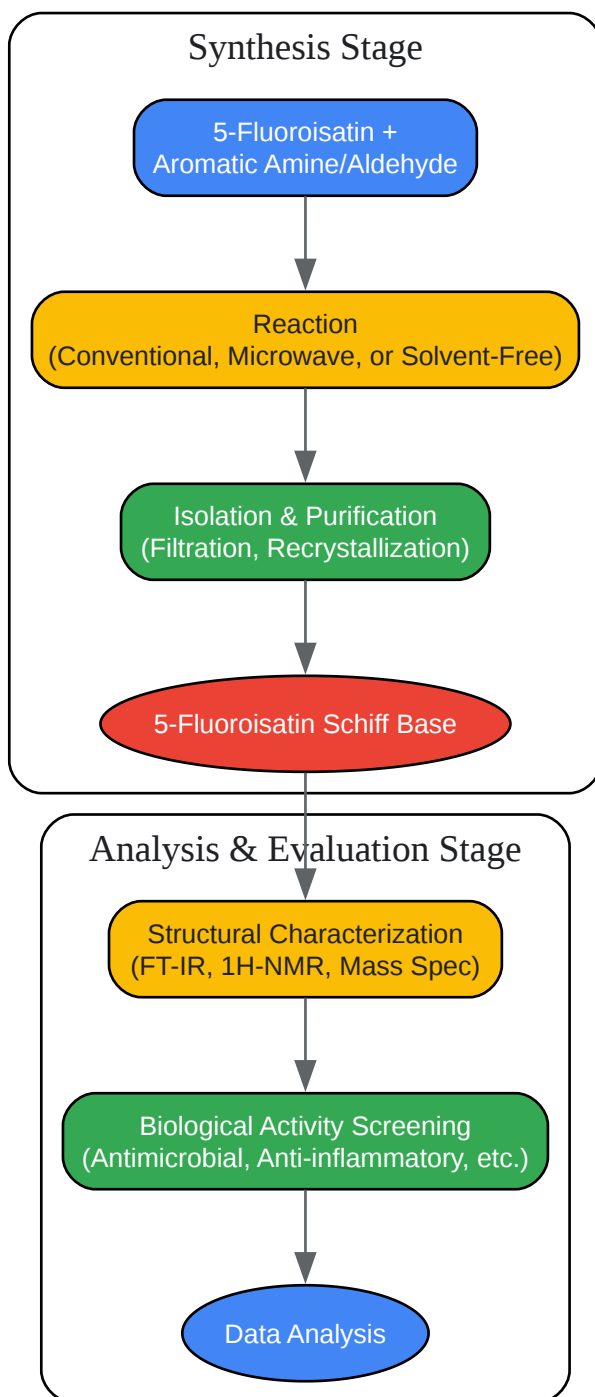 Synthesis Stage
5-Fluoroisatin +
Aromatic Amine/Aldehyde
Reaction
(Conventional, Microwave, or Solvent-Free)
Isolation & Purification
(Filtration, Recrystallization)
5-Fluoroisatin Schiff Base
Analysis & Evaluation Stage
Structural Characterization
(FT-IR, 1H-NMR, Mass Spec)
Biological Activity Screening
(Antimicrobial, Anti-inflammatory, etc.)
Data Analysis